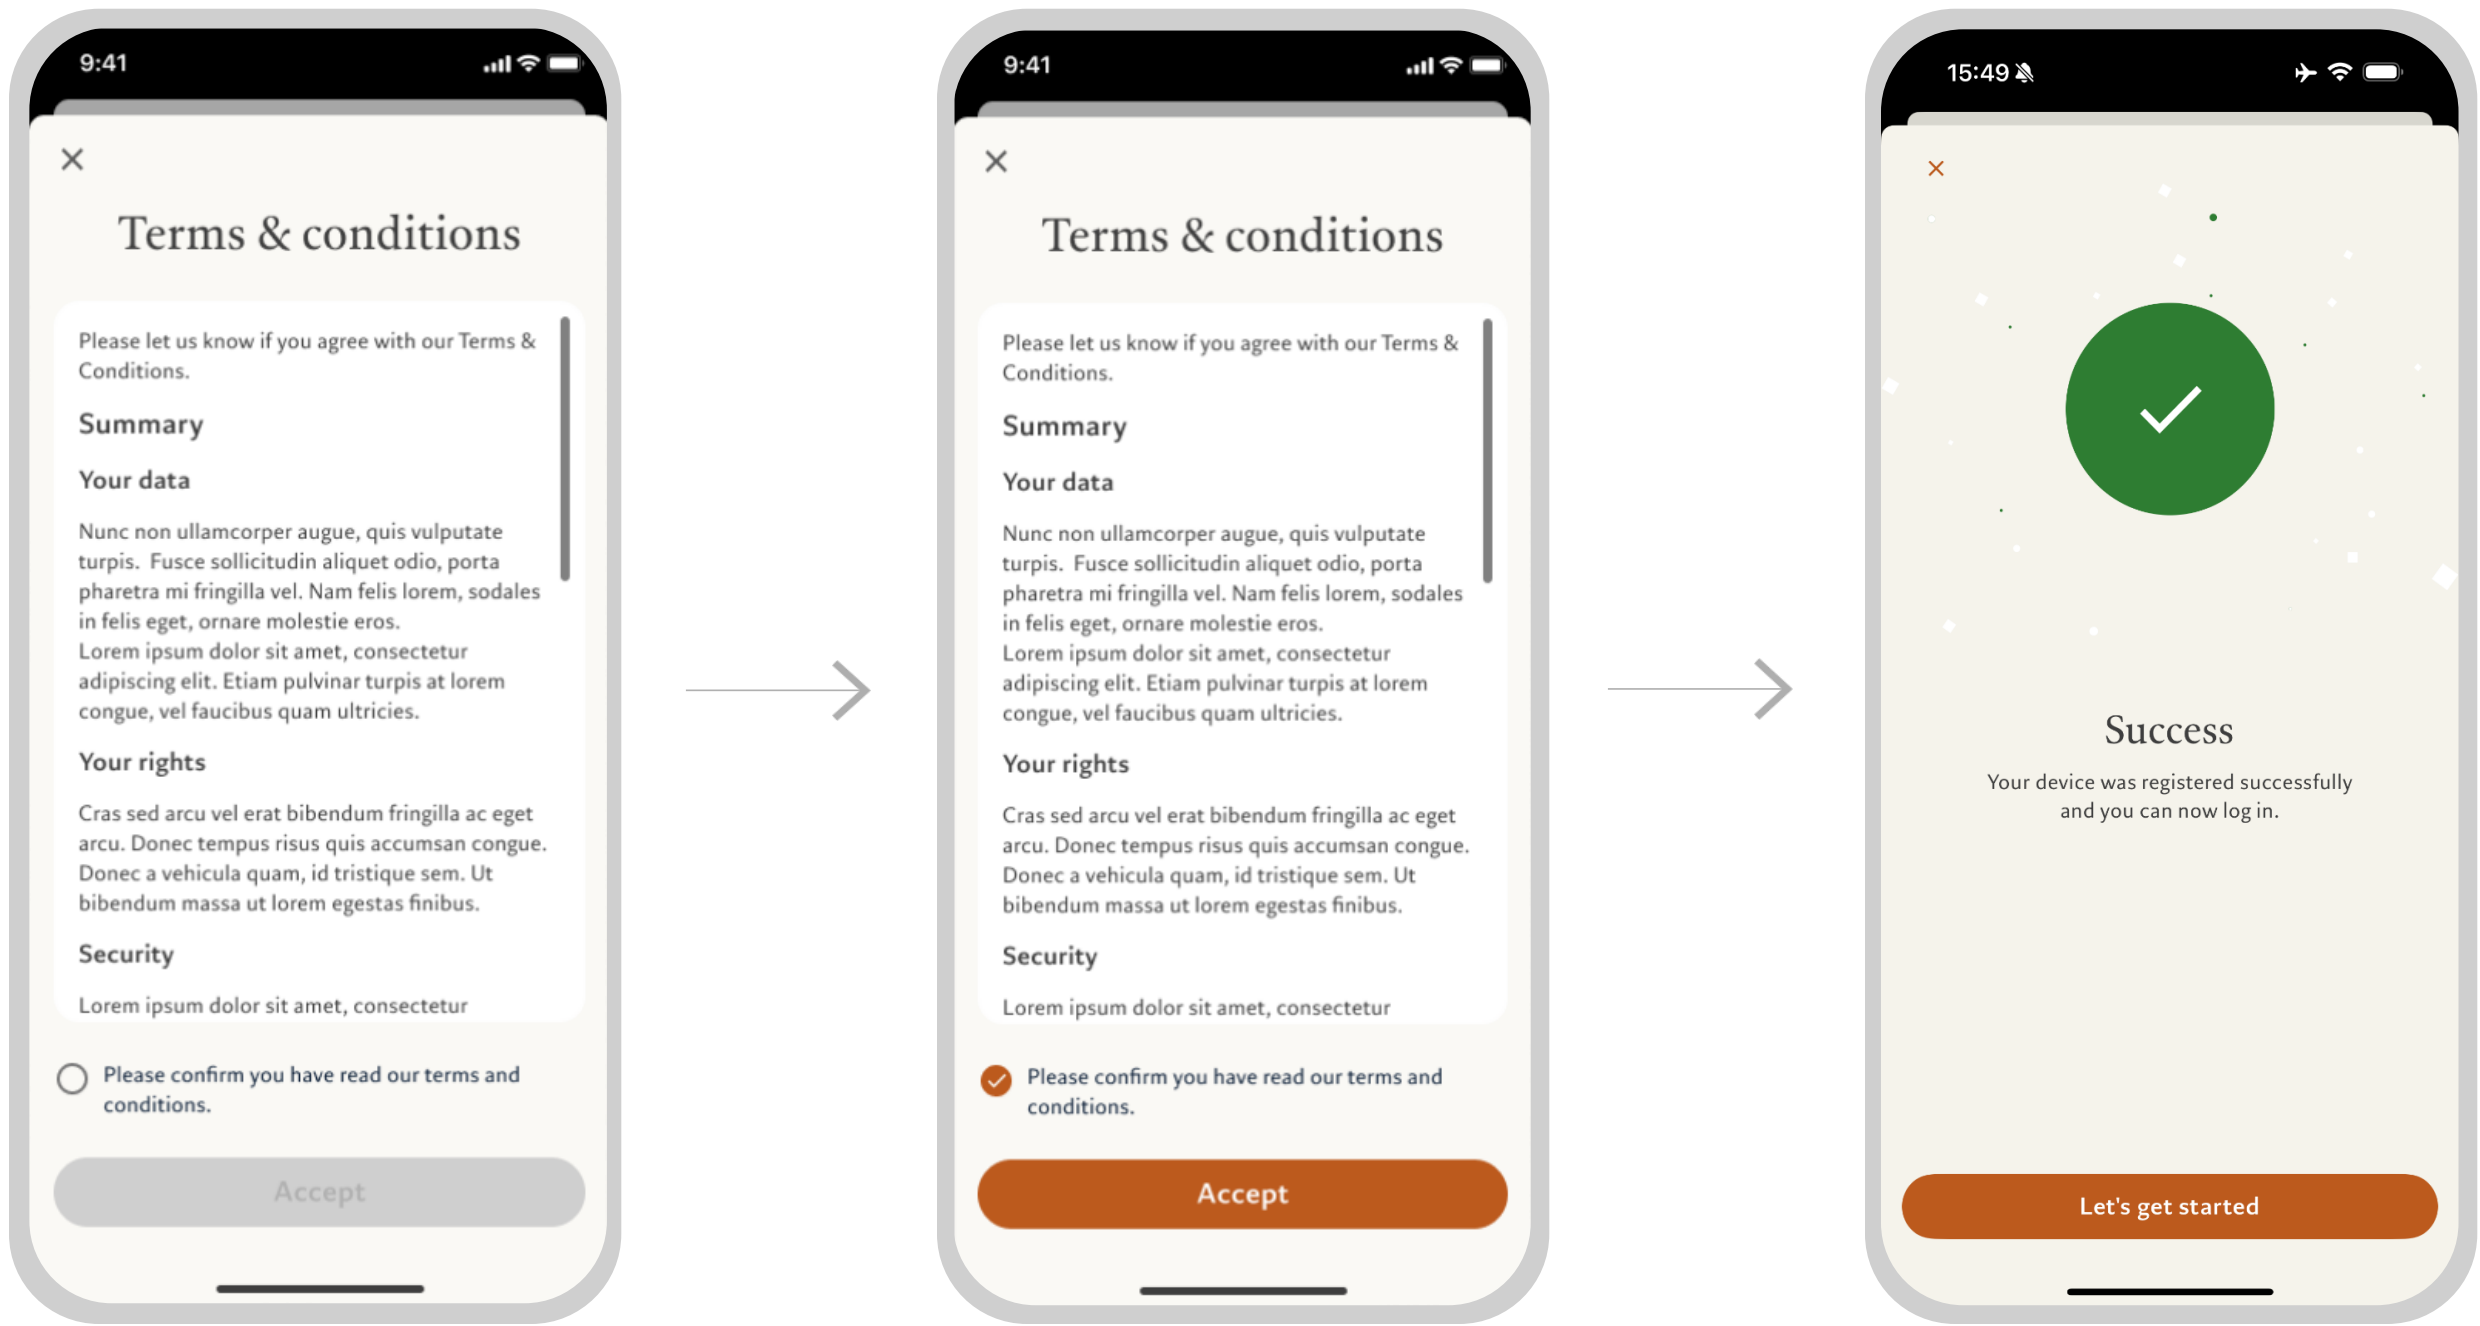 9:41
Terms & conditions
Please let us know if you agree with our Terms &
Conditions.
Summary
Your data
Nunc non ullamcorper augue, quis vulputate
turpis.  Fusce sollicitudin aliquet odio, porta
pharetra mi fringilla vel. Nam felis lorem, sodales
in felis eget, ornare molestie eros.
Lorem ipsum dolor sit amet, consectetur
adipiscing elit. Etiam pulvinar turpis at lorem
congue, vel faucibus quam ultricies.
Your rights
Cras sed arcu vel erat bibendum fringilla ac eget
arcu. Donec tempus risus quis accumsan congue.
Donec a vehicula quam, id tristique sem. Ut
bibendum massa ut lorem egestas finibus.
Security
Lorem ipsum dolor sit amet, consectetur
Please confirm you have read our terms and
conditions.
Accept
9:41
Terms & conditions
Please let us know if you agree with our Terms &
Conditions.
Summary
Your data
Nunc non ullamcorper augue, quis vulputate
turpis.  Fusce sollicitudin aliquet odio, porta
pharetra mi fringilla vel. Nam felis lorem, sodales
in felis eget, ornare molestie eros.
Lorem ipsum dolor sit amet, consectetur
adipiscing elit. Etiam pulvinar turpis at lorem
congue, vel faucibus quam ultricies.
Your rights
Cras sed arcu vel erat bibendum fringilla ac eget
arcu. Donec tempus risus quis accumsan congue.
Donec a vehicula quam, id tristique sem. Ut
bibendum massa ut lorem egestas finibus.
Security
Lorem ipsum dolor sit amet, consectetur
Please confirm you have read our terms and
conditions.
Accept
15:49
Success
Your device was registered successfully
and you can now log in.
Let's get started